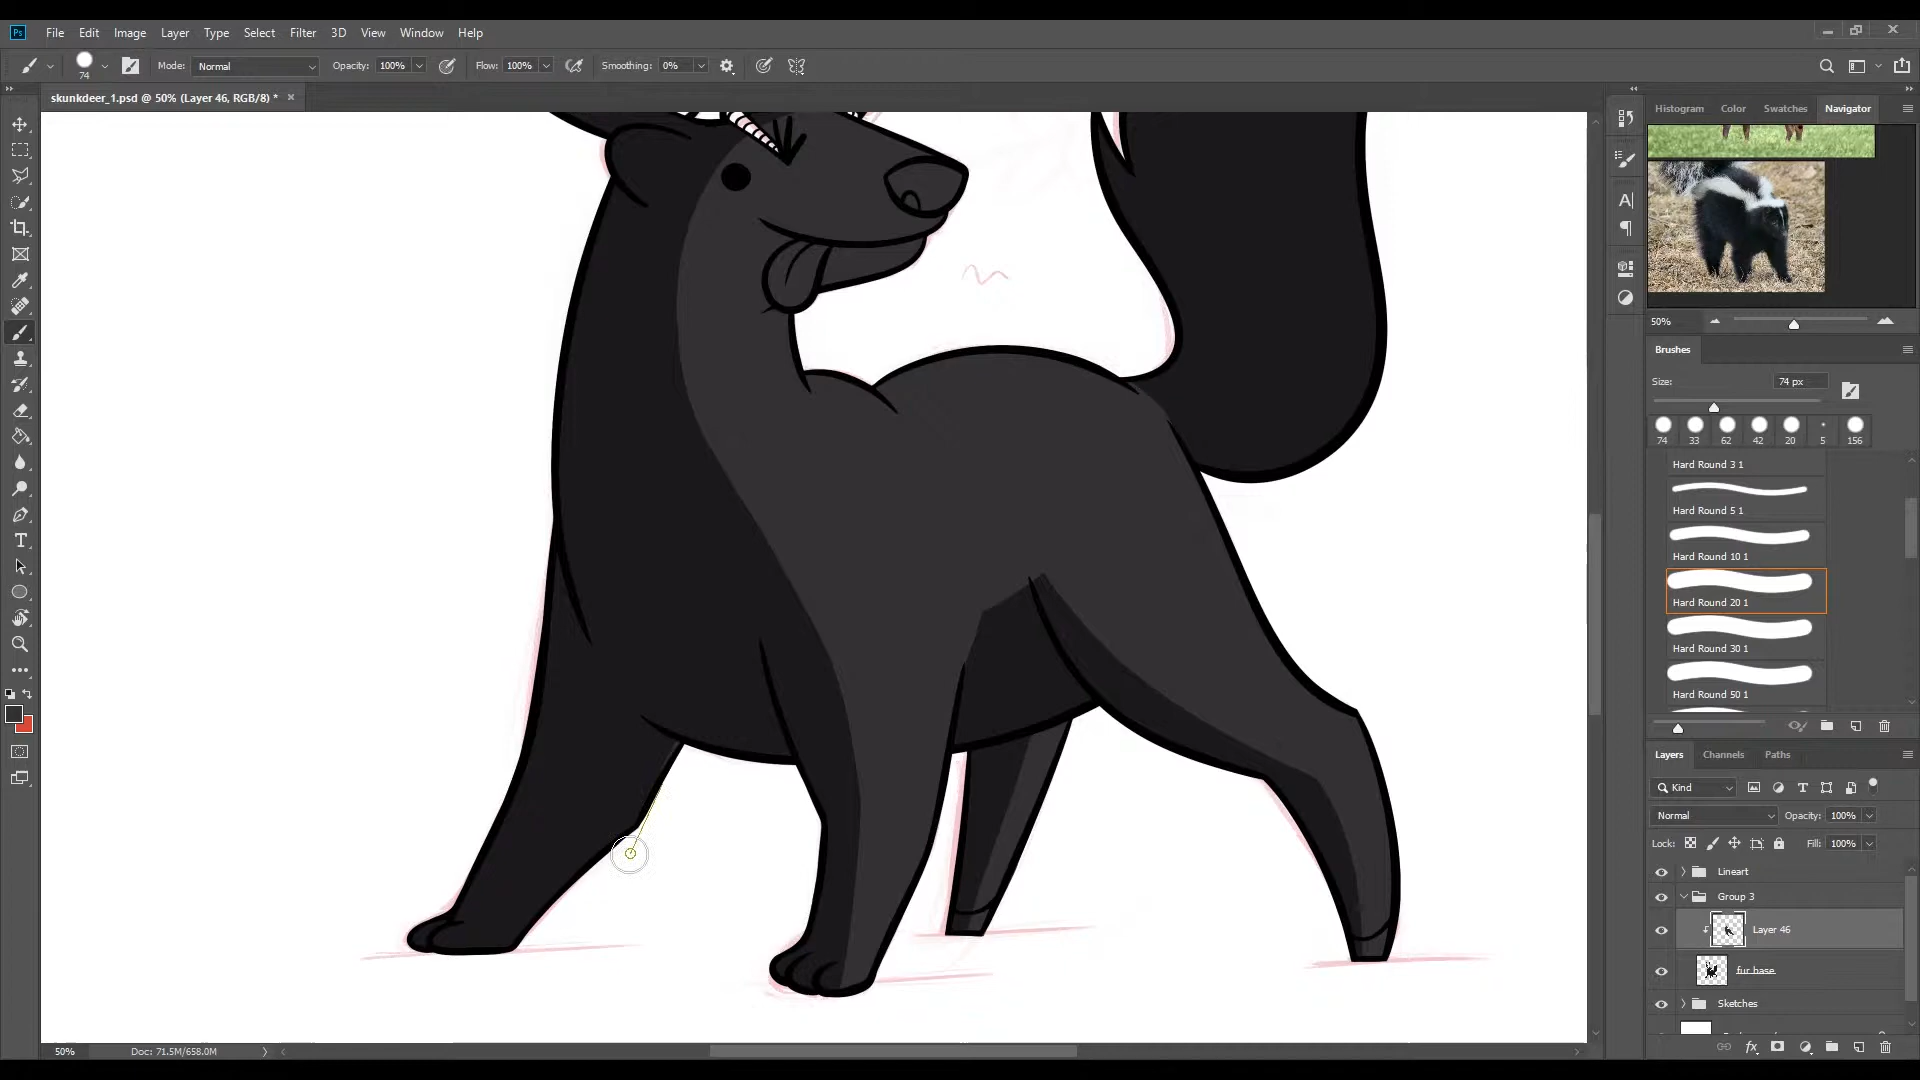 Ps File Edit Image Layer Type Select Filter 3D View Window Help
74 Mode: Normal Opacity: 100% Flow: 100% Smoothing: 0%
skunkdeer_1.psd @ 50% (Layer 46, RGB/8) *
Histogram Color Swatches Navigator
50%
Brushes
Size: 74 px
74 33 62 42 20 5 156
Hard Round 3 1
Hard Round 5 1
Hard Round 10 1
Hard Round 20 1
Hard Round 30 1
Hard Round 50 1
Layers Channels Paths
Kind
Normal Opacity: 100%
Lock: Fill: 100%
Lineart
Group 3
Layer 46
fur base
Sketches
50% Doc: 71.5M/658.0M